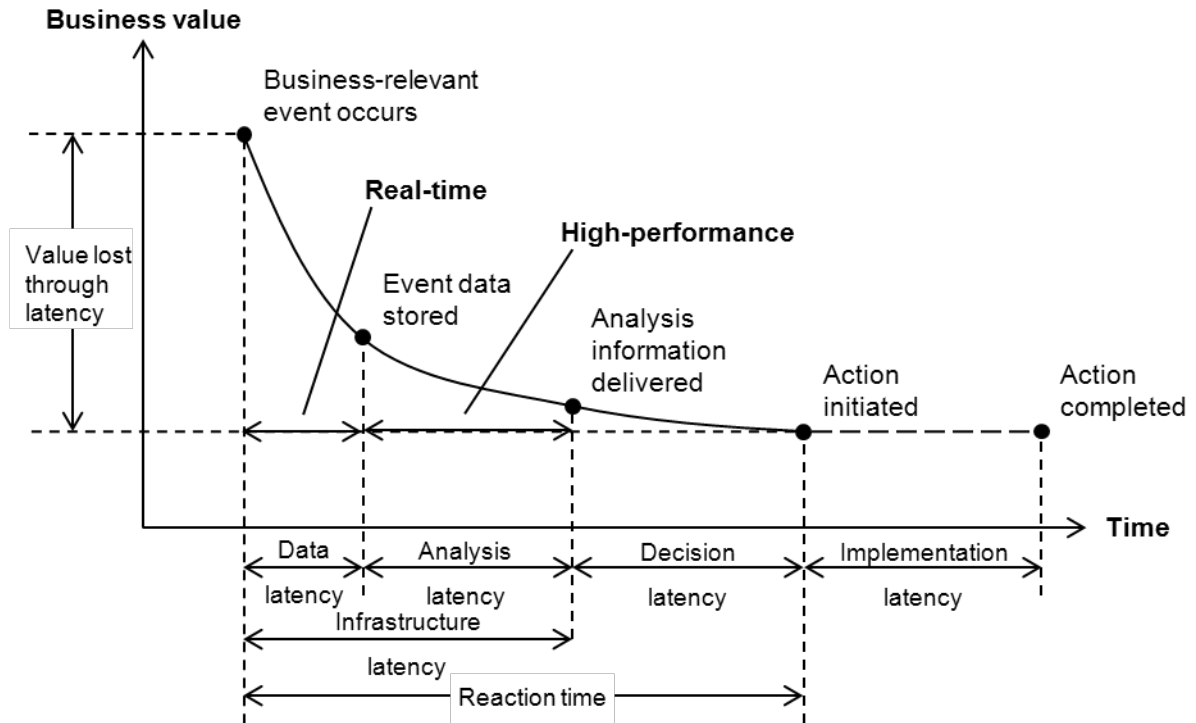 Business value
Business-relevant
event occurs
Real-time
High-performance
Value lost
through
latency
Event data
stored
Analysis
information
delivered
Action
initiated
Action
completed
Time
Data
latency
Analysis
latency
Decision
latency
Implementation
latency
Infrastructure
latency
Reaction time